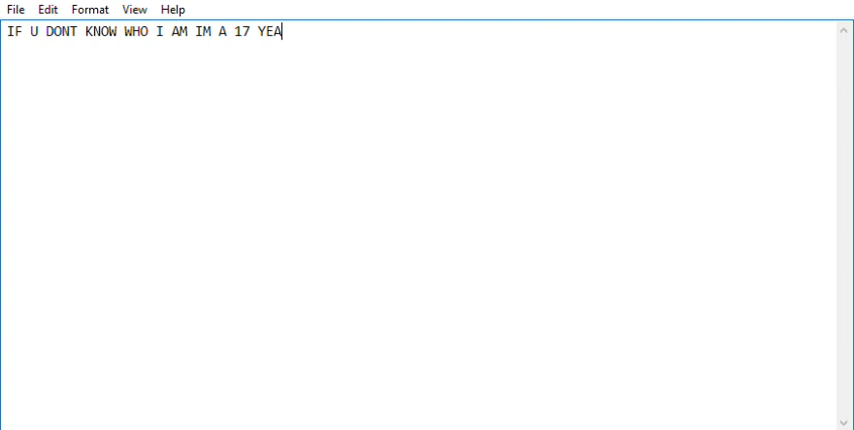 File Edit Format View Help
IF U DONT KNOW WHO I AM IM A 17 YEA